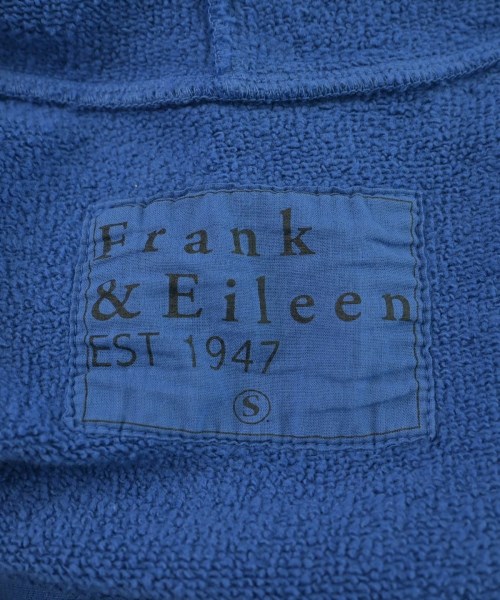 Frank
& Eileen
EST 1947
S